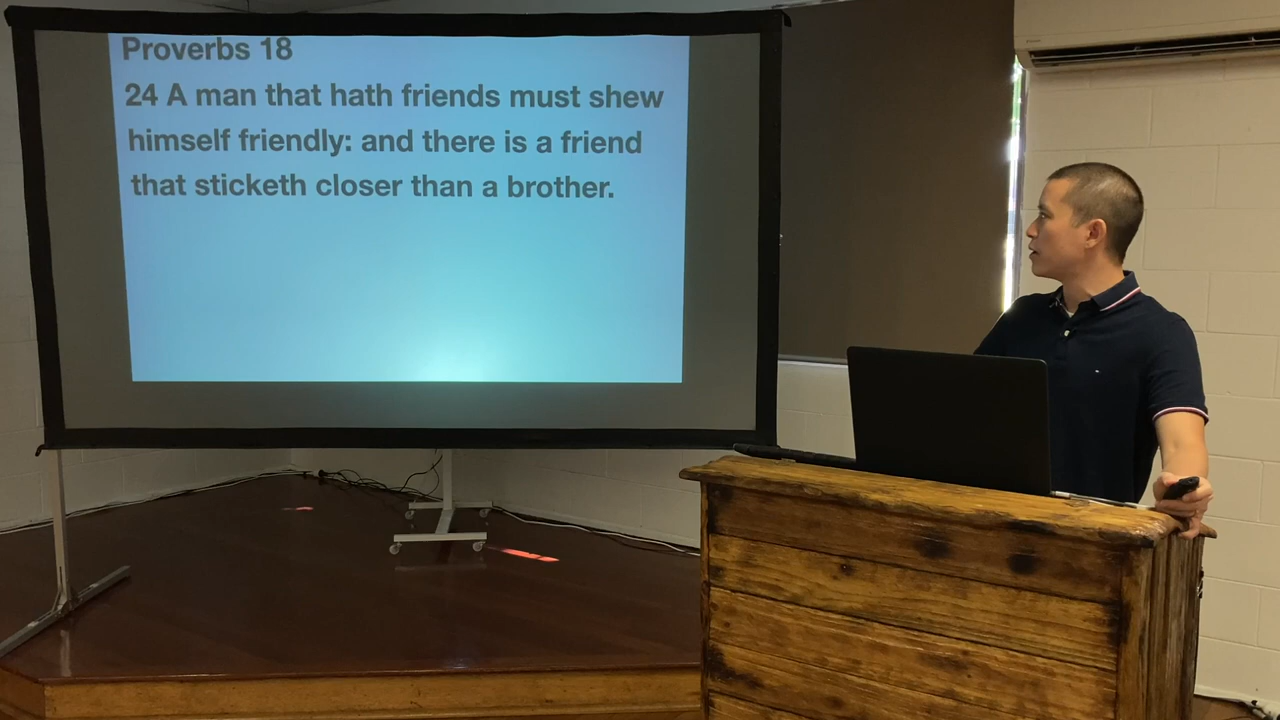 Proverbs 18
24 A man that hath friends must shew
himself friendly: and there is a friend
that sticketh closer than a brother.